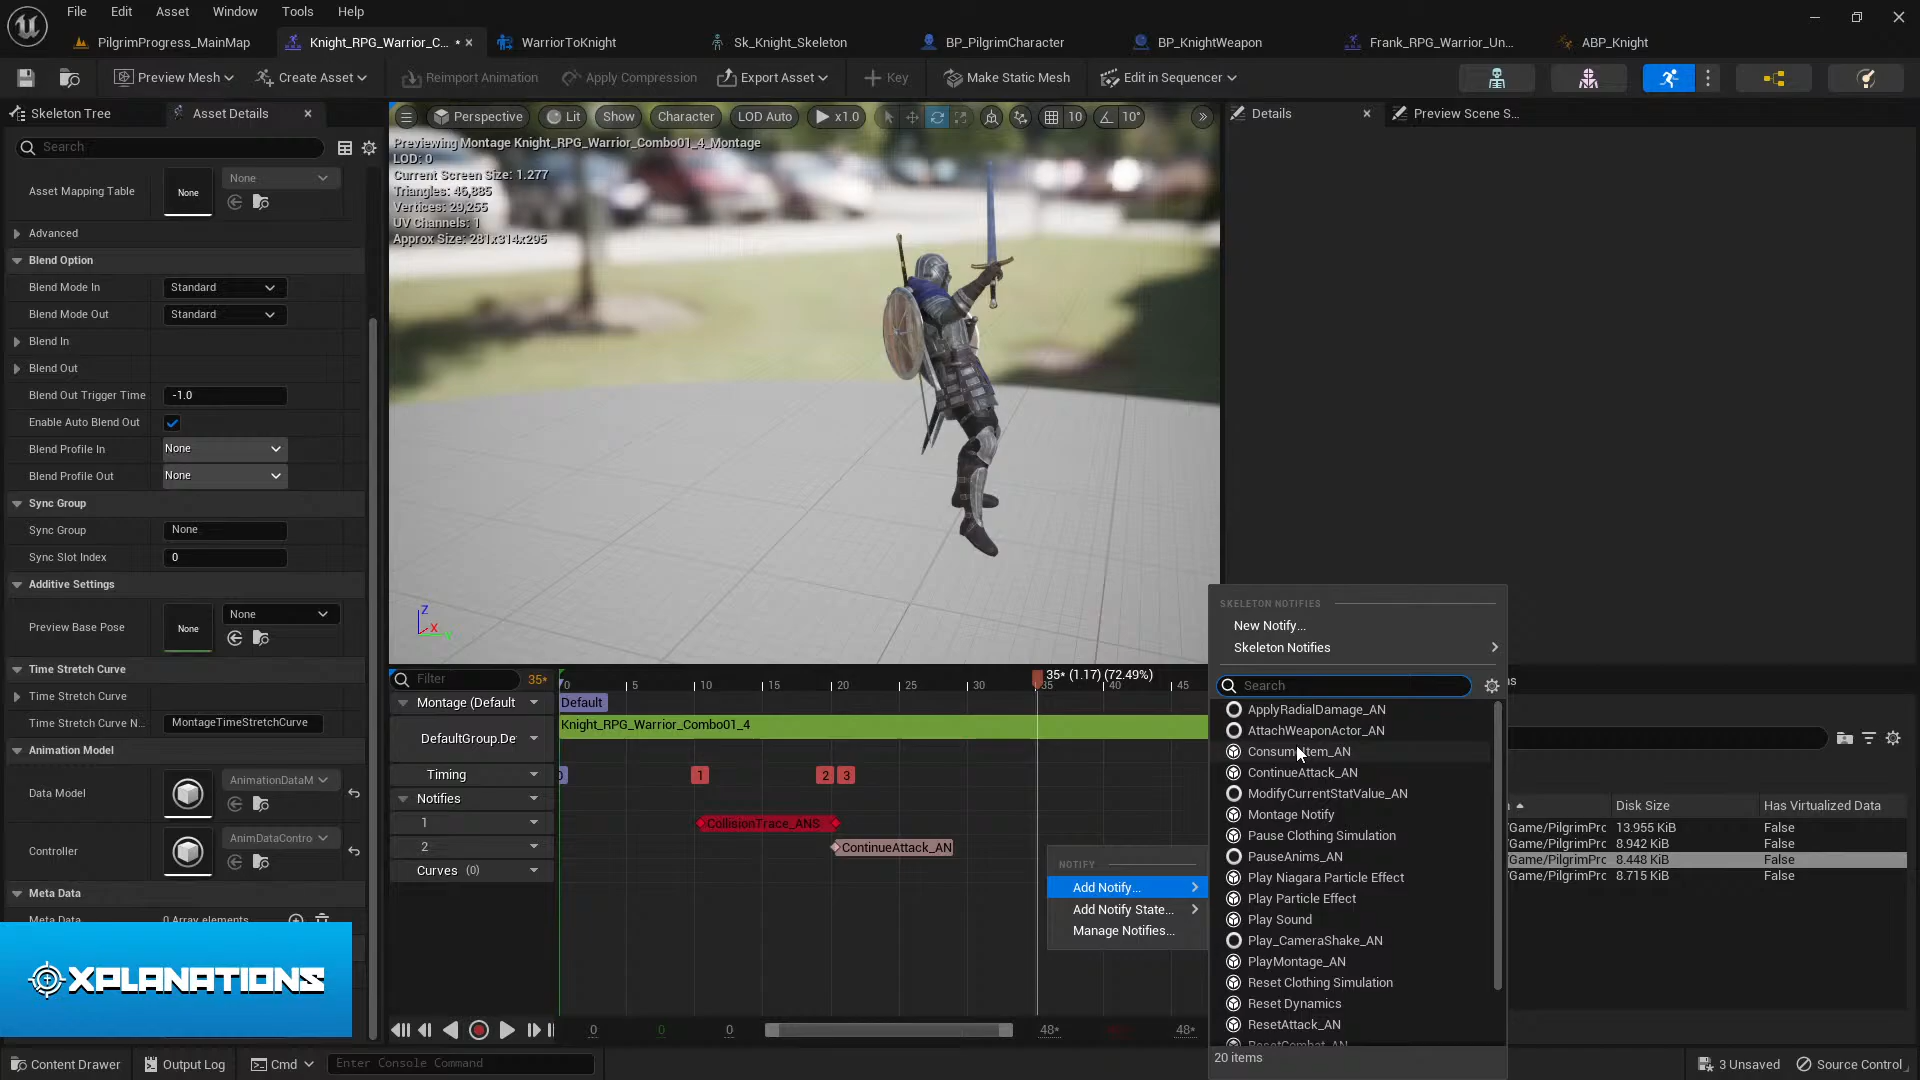 File Edit Asset Window Tools Help
PilgrimProgress_MainMap Knight_RPG_Warrior_C... * WarriorToKnight Sk_Knight_Skeleton BP_PilgrimCharacter BP_KnightWeapon Frank_RPG_Warrior_Un... ABP_Knight
Preview Mesh Create Asset Reimport Animation Apply Compression Export Asset Key Make Static Mesh Edit in Sequencer
Skeleton Tree Asset Details
Search
Asset Mapping Table None None
Advanced
Blend Option
Blend Mode In Standard
Blend Mode Out Standard
Blend In
Blend Out
Blend Out Trigger Time -1.0
Enable Auto Blend Out
Blend Profile In None
Blend Profile Out None
Sync Group
Sync Group None
Sync Slot Index 0
Additive Settings
Preview Base Pose None None
Time Stretch Curve
Time Stretch Curve
Time Stretch Curve N... MontageTimeStretchCurve
Animation Model
Data Model AnimationDataM
Controller AnimDataContro
Meta Data
Meta Data 0 Array elements
XPLANATIONS
Perspective Lit Show Character LOD Auto x1.0 10 10°
Previewing Montage Knight_RPG_Warrior_Combo01_4_Montage
LOD: 0
Current Screen Size: 1.277
Triangles: 46,885
Vertices: 29,255
UV Channels: 1
Approx Size: 281x314x295
Z
X
Y
Details Preview Scene S...
Filter 35*
0 5 10 15 20 25 30 35 40 45
35* (1.17) (72.49%)
Montage (Default Default
Knight_RPG_Warrior_Combo01_4
DefaultGroup.De
Timing 1 2 3
Notifies
1 CollisionTrace_ANS
2 ContinueAttack_AN
Curves (0)
0 0 0 48* 48*
NOTIFY
Add Notify...
Add Notify State...
Manage Notifies...
SKELETON NOTIFIES
New Notify...
Skeleton Notifies
Search
ApplyRadialDamage_AN
AttachWeaponActor_AN
ConsumeItem_AN
ContinueAttack_AN
ModifyCurrentStatValue_AN
Montage Notify
Pause Clothing Simulation
PauseAnims_AN
Play Niagara Particle Effect
Play Particle Effect
Play Sound
Play_CameraShake_AN
PlayMontage_AN
Reset Clothing Simulation
Reset Dynamics
ResetAttack_AN
ResetCombat_AN
20 items
Disk Size Has Virtualized Data
/Game/PilgrimPrc 13.955 KiB False
/Game/PilgrimPrc 8.942 KiB False
/Game/PilgrimPrc 8.448 KiB False
/Game/PilgrimPrc 8.715 KiB False
Content Drawer Output Log Cmd Enter Console Command 3 Unsaved Source Control